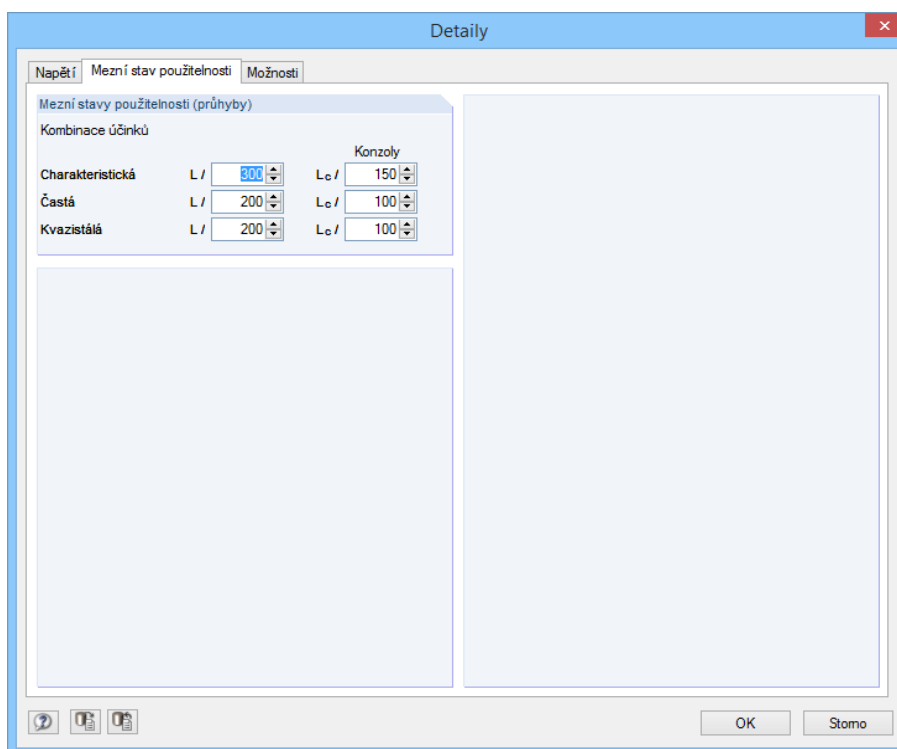 Detaily
Napětí Mezní stav použitelnosti Možnosti
Mezní stavy použitelnosti (průhyby)
Kombinace účinků
Konzoly
Charakteristická L / 300 Lc / 150
Častá L / 200 Lc / 100
Kvazistálá L / 200 Lc / 100
OK Storno